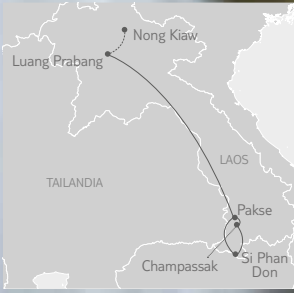 Nong Kiaw
Luang Prabang
LAOS
TAILANDIA
Pakse
Champassak
Si Phan
Don